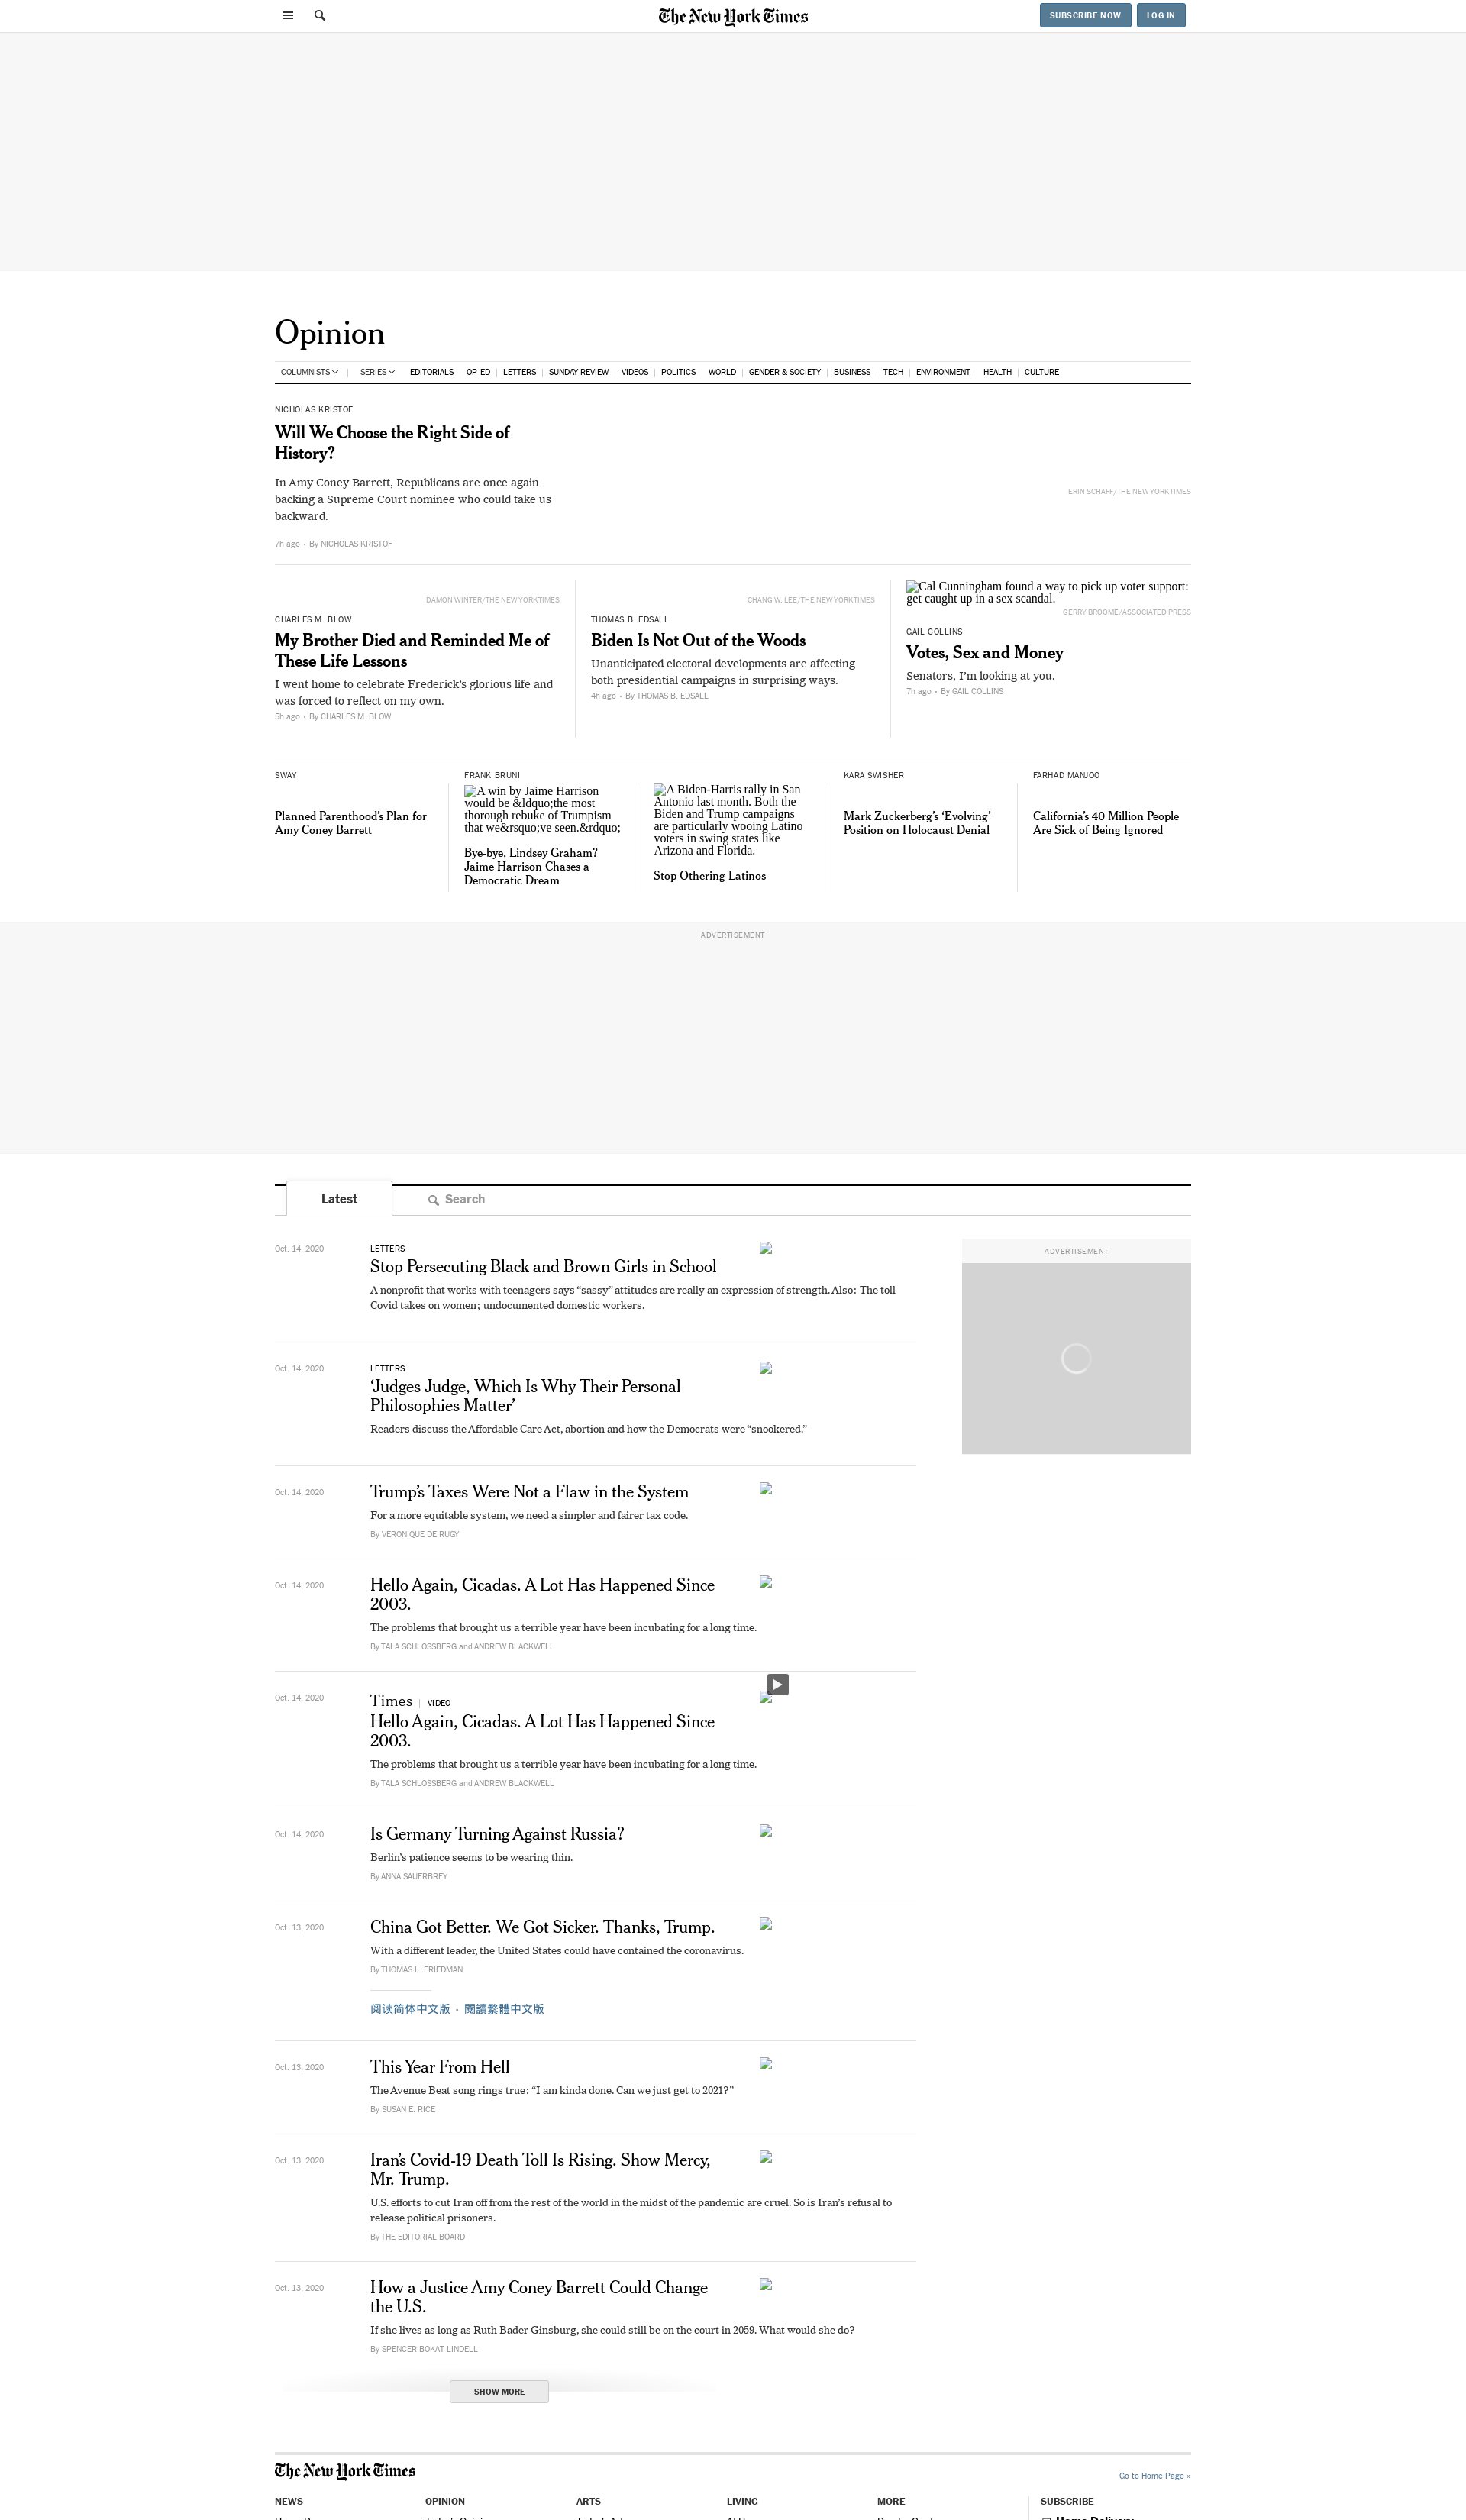 The New York Times
SUBSCRIBE NOW
LOG IN
Opinion
COLUMNISTS | SERIES EDITORIALS | OP-ED | LETTERS | SUNDAY REVIEW | VIDEOS | POLITICS | WORLD | GENDER & SOCIETY | BUSINESS | TECH | ENVIRONMENT | HEALTH | CULTURE
NICHOLAS KRISTOF
Will We Choose the Right Side of
History?
In Amy Coney Barrett, Republicans are once again
backing a Supreme Court nominee who could take us
backward.
7h ago • By NICHOLAS KRISTOF
ERIN SCHAFF/THE NEW YORK TIMES
DAMON WINTER/THE NEW YORK TIMES
CHARLES M. BLOW
My Brother Died and Reminded Me of
These Life Lessons
I went home to celebrate Frederick’s glorious life and
was forced to reflect on my own.
5h ago • By CHARLES M. BLOW
CHANG W. LEE/THE NEW YORK TIMES
THOMAS B. EDSALL
Biden Is Not Out of the Woods
Unanticipated electoral developments are affecting
both presidential campaigns in surprising ways.
4h ago • By THOMAS B. EDSALL
Cal Cunningham found a way to pick up voter support:
get caught up in a sex scandal.
GERRY BROOME/ASSOCIATED PRESS
GAIL COLLINS
Votes, Sex and Money
Senators, I’m looking at you.
7h ago • By GAIL COLLINS
SWAY
Planned Parenthood’s Plan for
Amy Coney Barrett
FRANK BRUNI
A win by Jaime Harrison
would be &ldquo;the most
thorough rebuke of Trumpism
that we&rsquo;ve seen.&rdquo;
Bye-bye, Lindsey Graham?
Jaime Harrison Chases a
Democratic Dream
A Biden-Harris rally in San
Antonio last month. Both the
Biden and Trump campaigns
are particularly wooing Latino
voters in swing states like
Arizona and Florida.
Stop Othering Latinos
KARA SWISHER
Mark Zuckerberg’s ‘Evolving’
Position on Holocaust Denial
FARHAD MANJOO
California’s 40 Million People
Are Sick of Being Ignored
ADVERTISEMENT
Latest
Search
ADVERTISEMENT
Oct. 14, 2020
LETTERS
Stop Persecuting Black and Brown Girls in School
A nonprofit that works with teenagers says “sassy” attitudes are really an expression of strength. Also: The toll
Covid takes on women; undocumented domestic workers.
Oct. 14, 2020
LETTERS
‘Judges Judge, Which Is Why Their Personal
Philosophies Matter’
Readers discuss the Affordable Care Act, abortion and how the Democrats were “snookered.”
Oct. 14, 2020
Trump’s Taxes Were Not a Flaw in the System
For a more equitable system, we need a simpler and fairer tax code.
By VERONIQUE DE RUGY
Oct. 14, 2020
Hello Again, Cicadas. A Lot Has Happened Since
2003.
The problems that brought us a terrible year have been incubating for a long time.
By TALA SCHLOSSBERG and ANDREW BLACKWELL
Oct. 14, 2020
Times | VIDEO
Hello Again, Cicadas. A Lot Has Happened Since
2003.
The problems that brought us a terrible year have been incubating for a long time.
By TALA SCHLOSSBERG and ANDREW BLACKWELL
Oct. 14, 2020
Is Germany Turning Against Russia?
Berlin’s patience seems to be wearing thin.
By ANNA SAUERBREY
Oct. 13, 2020
China Got Better. We Got Sicker. Thanks, Trump.
With a different leader, the United States could have contained the coronavirus.
By THOMAS L. FRIEDMAN
阅读简体中文版 • 閱讀繁體中文版
Oct. 13, 2020
This Year From Hell
The Avenue Beat song rings true: “I am kinda done. Can we just get to 2021?”
By SUSAN E. RICE
Oct. 13, 2020
Iran’s Covid-19 Death Toll Is Rising. Show Mercy,
Mr. Trump.
U.S. efforts to cut Iran off from the rest of the world in the midst of the pandemic are cruel. So is Iran’s refusal to
release political prisoners.
By THE EDITORIAL BOARD
Oct. 13, 2020
How a Justice Amy Coney Barrett Could Change
the U.S.
If she lives as long as Ruth Bader Ginsburg, she could still be on the court in 2059. What would she do?
By SPENCER BOKAT-LINDELL
SHOW MORE
The New York Times
Go to Home Page »
NEWS
OPINION
ARTS
LIVING
MORE
SUBSCRIBE